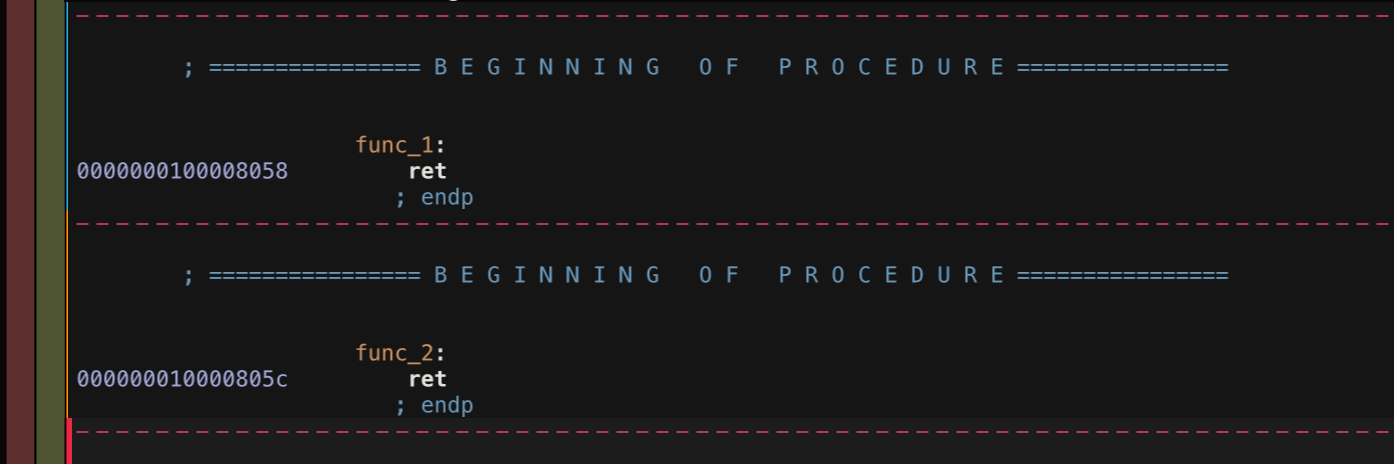 ; ================ B E G I N N I N G   O F   P R O C E D U R E ================
func_1:
0000000100008058 ret
; endp
; ================ B E G I N N I N G   O F   P R O C E D U R E ================
func_2:
000000010000805c ret
; endp